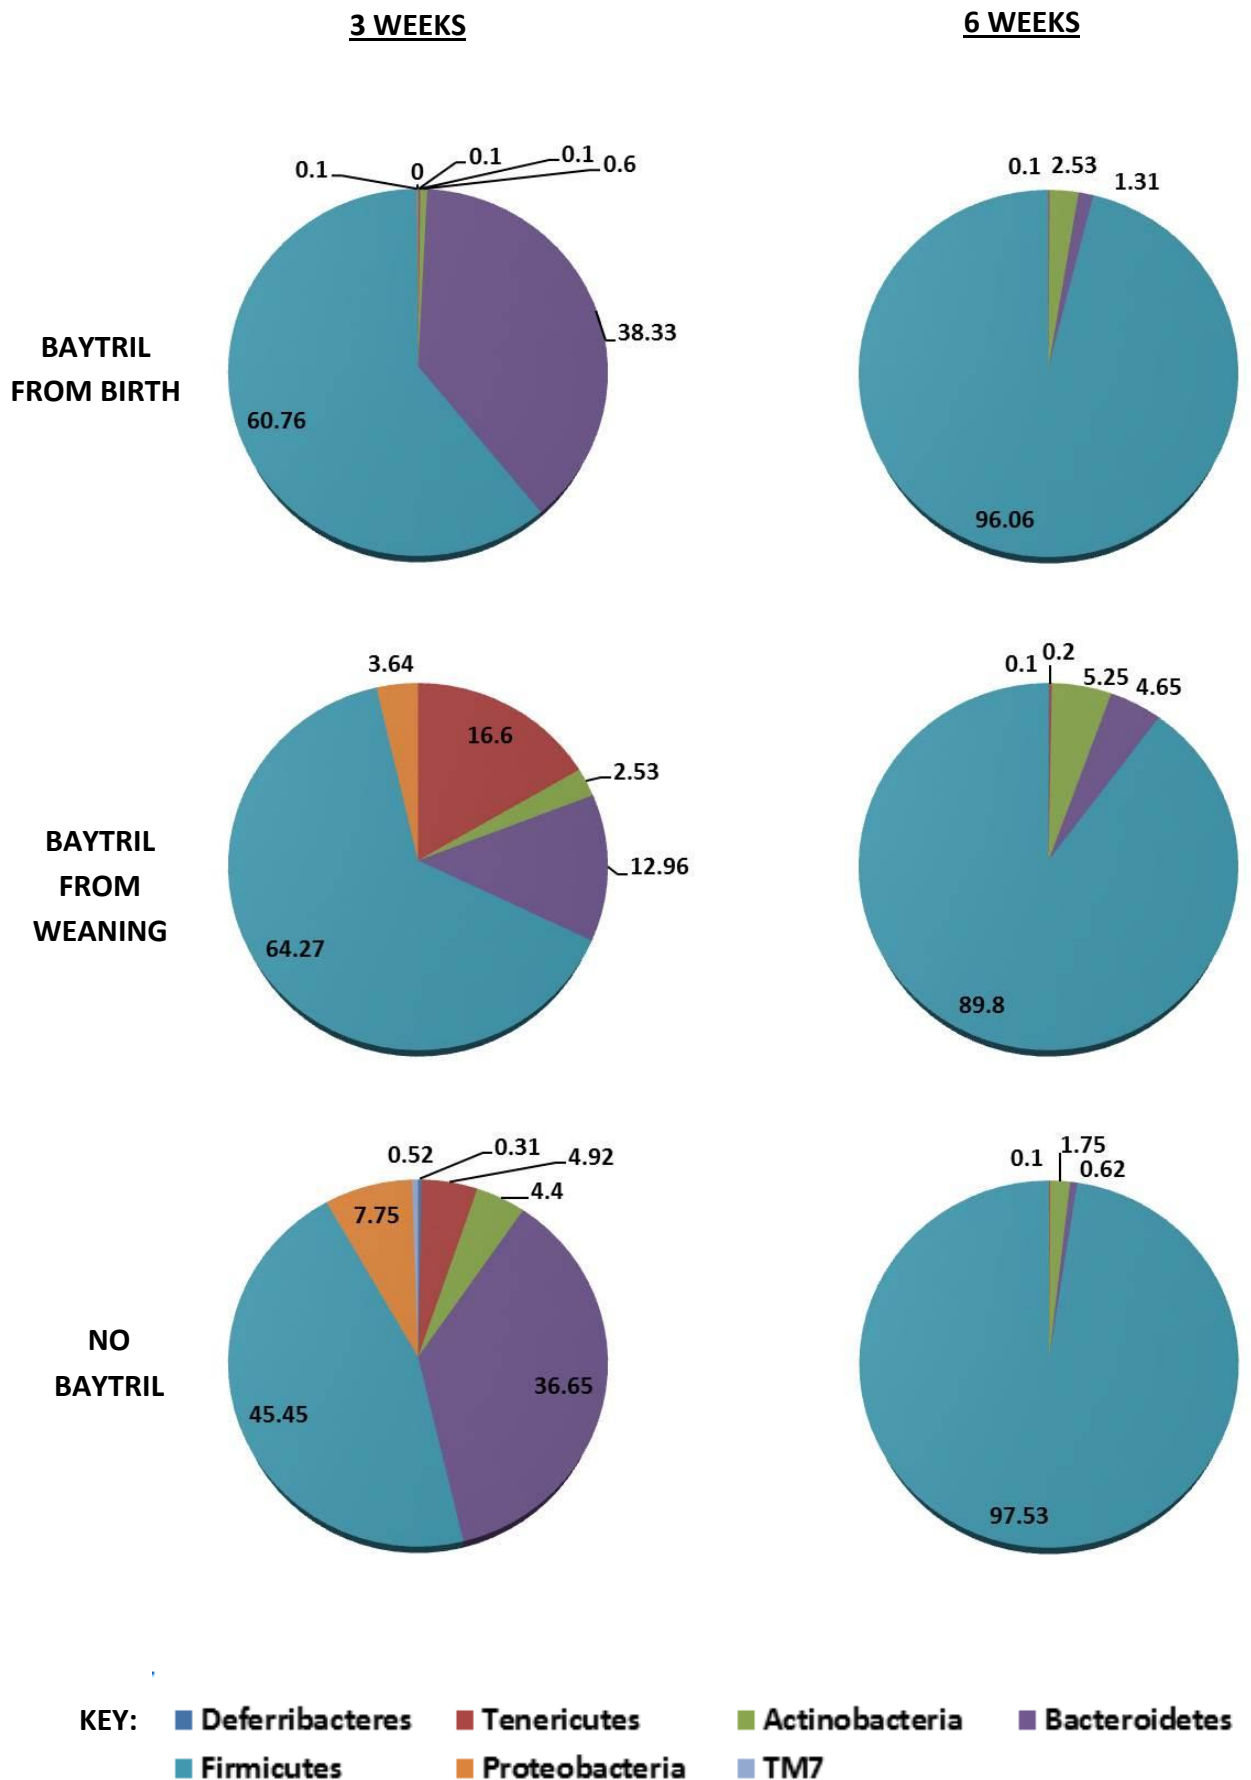 3 WEEKS
6 WEEKS
0.1
0
0.1
0.1
0.6
0.1
2.53
1.31
BAYTRIL
FROM BIRTH
38.33
60.76
96.06
3.64
16.6
2.53
12.96
64.27
0.1
0.2
5.25
4.65
89.8
BAYTRIL
FROM
WEANING
0.52
0.31
4.92
4.4
7.75
36.65
45.45
0.1
1.75
0.62
97.53
NO
BAYTRIL
KEY: Deferribacteres Tenericutes Actinobacteria Bacteroidetes
Firmicutes Proteobacteria TM7